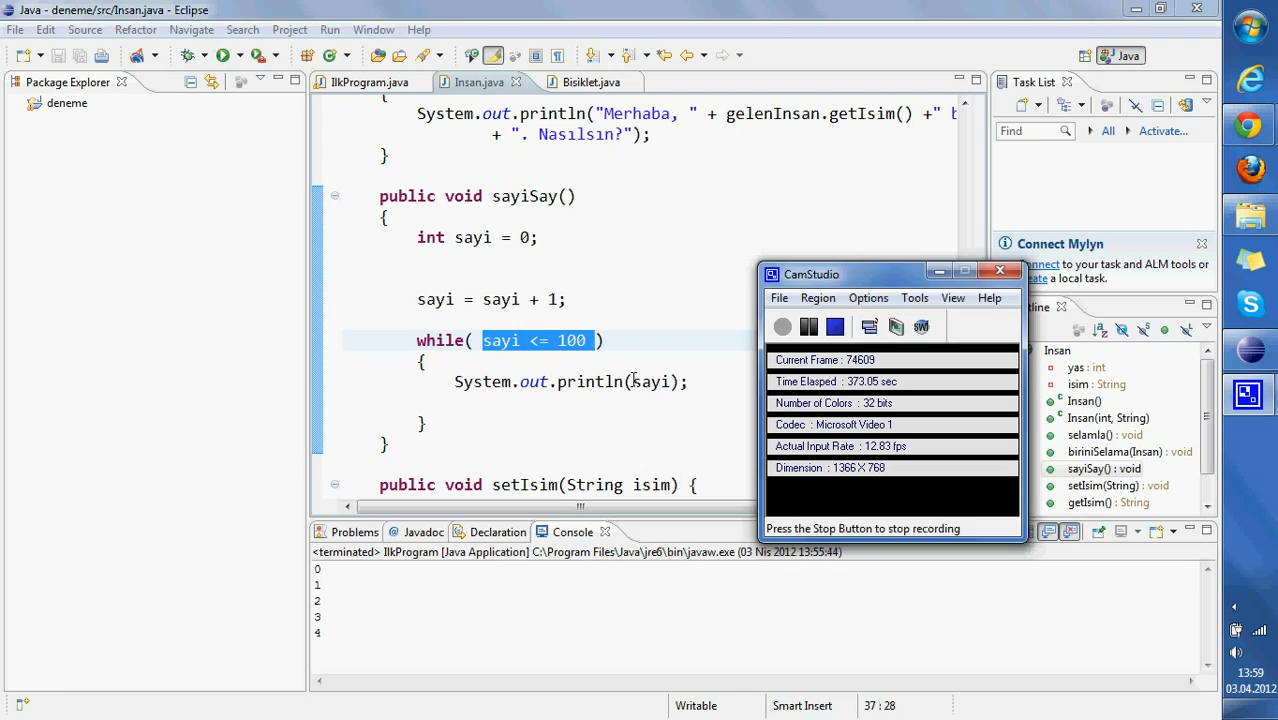 Java - deneme/src/Insan.java - Eclipse
File Edit Source Refactor Navigate Search Project Run Window Help
Java
Package Explorer
deneme
IlkProgram.java Insan.java Bisiklet.java
{
System.out.println("Merhaba, " + gelenInsan.getIsim() +" b
+ ". Nasılsın?");
}
public void sayiSay()
{
int sayi = 0;
sayi = sayi + 1;
while( sayi <= 100 )
{
System.out.println(sayi);
}
}
public void setIsim(String isim) {
Task List
Find All Activate...
Connect Mylyn
onnect to your task and ALM tools or
create a local task.
tline
Insan
yas : int
isim : String
Insan()
Insan(int, String)
selamla() : void
biriniSelama(Insan) : void
sayiSay() : void
setIsim(String) : void
getIsim() : String
CamStudio
File Region Options Tools View Help
Current Frame : 74609
Time Elasped : 373.05 sec
Number of Colors : 32 bits
Codec : Microsoft Video 1
Actual Input Rate : 12.83 fps
Dimension : 1366 X 768
Press the Stop Button to stop recording
Problems Javadoc Declaration Console
<terminated> IlkProgram [Java Application] C:\Program Files\Java\jre6\bin\javaw.exe (03 Nis 2012 13:55:44)
0
1
2
3
4
Writable Smart Insert 37 : 28
13:59
03.04.2012